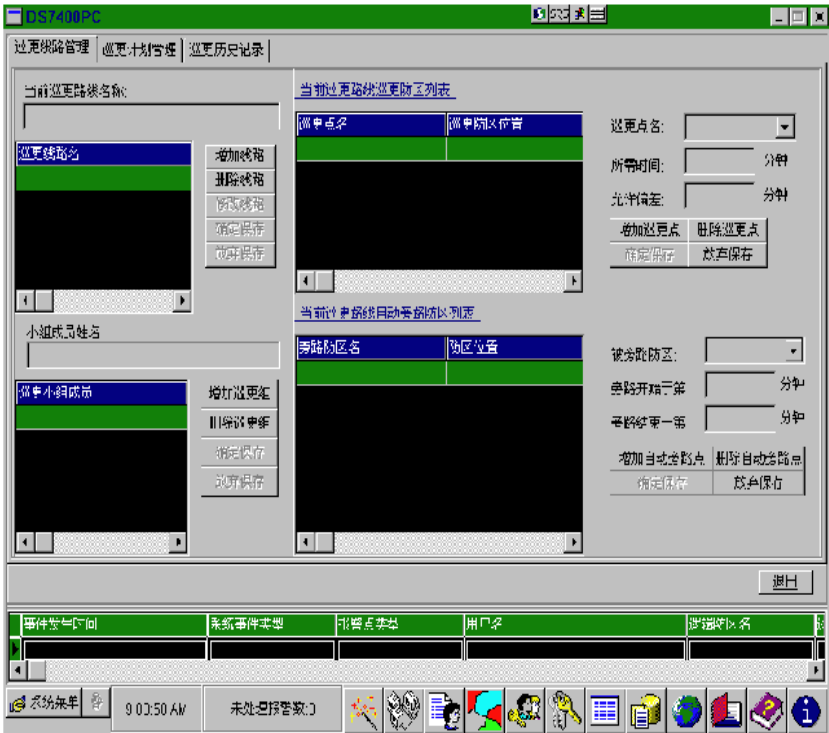 DS7400PC
巡更线路管理 巡更计划管理 巡更历史记录
当前巡更路线名称:
巡更线路名
增加线路
删除线路
修改线路
确定保存
放弃保存
小组成员姓名
巡更小组成员
增加巡更组
删除巡更组
确定保存
放弃保存
当前巡更路线巡更防区列表
巡更点名 巡更防区位置
当前巡更路线自动旁路防区列表
旁路防区名 防区位置
巡更点名:
所需时间: 分钟
允许偏差: 分钟
增加巡更点 删除巡更点
确定保存 放弃保存
被旁路防区:
旁路开始于第 分钟
旁路结束于第 分钟
增加自动旁路点 删除自动旁路点
确定保存 放弃保存
退出
事件发生时间 系统事件类型 报警点类型 用户名
系统菜单 9:00:50 AM 未处理报警数:0